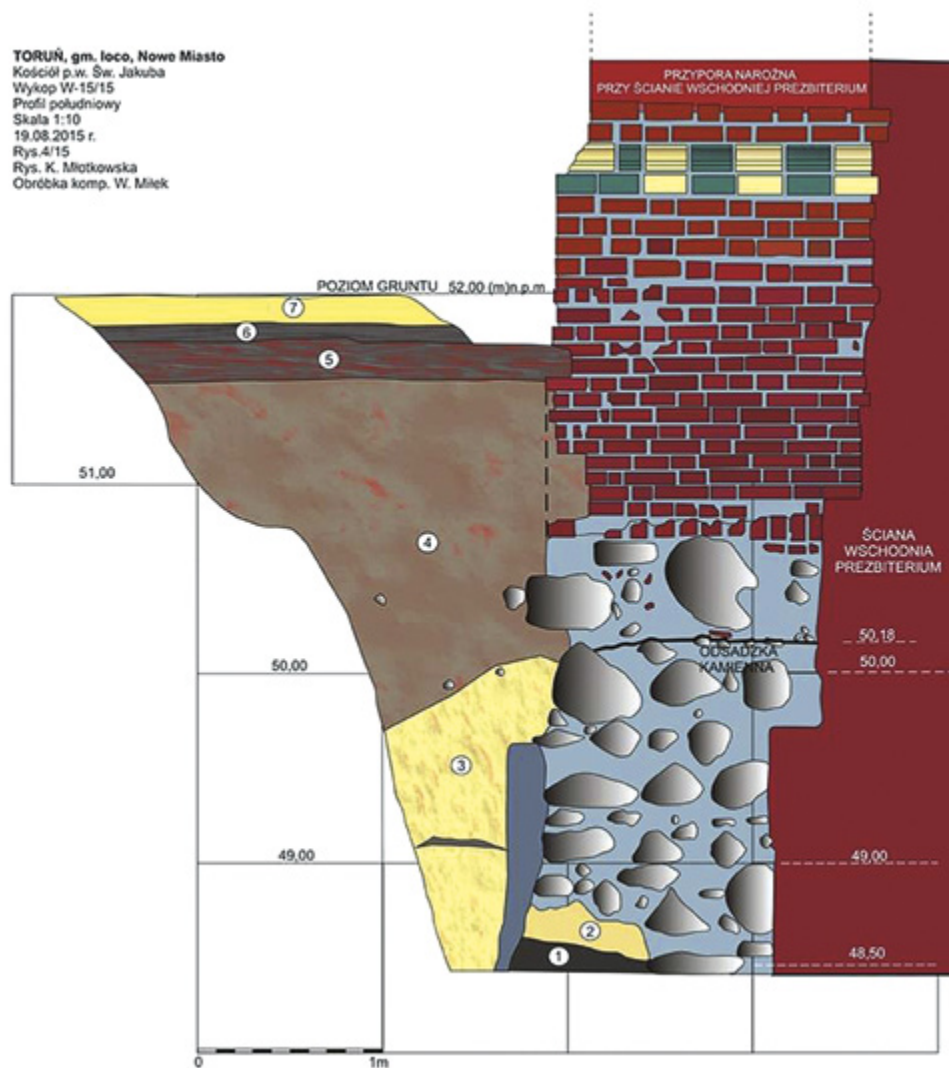 TORUŃ, gm. loco, Nowe Miasto
Kościół p.w. Św. Jakuba
Wykop W-15/15
Profil południowy
Skala 1:10
19.08.2015 r.
Rys.4/15
Rys. K. Młotkowska
Obróbka komp. W. Miłek
PRZYPORA NAROŻNA
PRZY ŚCIANIE WSCHODNIEJ PREZBITERIUM
POZIOM GRUNTU 52,00 (m)n.p.m
7
6
5
51,00
4
ŚCIANA
WSCHODNIA
PREZBITERIUM
50,18
ODSADZKA
KAMIENNA
50,00
50,00
3
49,00
49,00
2
1
48,50
0
1m